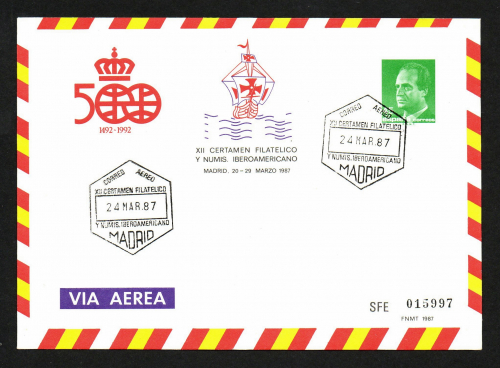 500
1492-1992
XII CERTAMEN FILATELICO
Y NUMIS. IBEROAMERICANO
MADRID, 20-29 MARZO 1987
CORREO AEREO
XII CERTAMEN FILATELICO
24 MAR. 87
Y NUMIS. IBEROAMERICANO
MADRID
CORREO AEREO
XII CERTAMEN FILATELICO
24 MAR. 87
Y NUMIS. IBEROAMERICANO
MADRID
VIA AEREA
SFE 015997
FNMT 1987